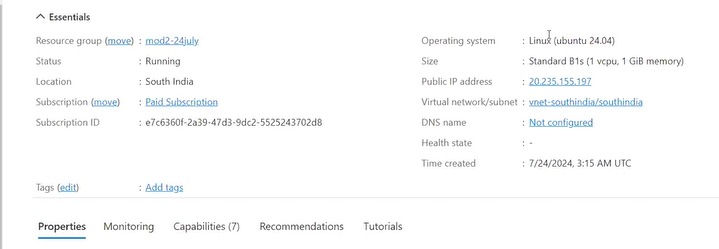 Essentials
Resource group (move) : mod2-24july
Status : Running
Location : South India
Subscription (move) : Paid Subscription
Subscription ID : e7c6360f-2a39-47d3-9dc2-5525243702d8
Operating system : Linux (ubuntu 24.04)
Size : Standard B1s (1 vcpu, 1 GiB memory)
Public IP address : 20.235.155.197
Virtual network/subnet : vnet-southindia/southindia
DNS name : Not configured
Health state : -
Time created : 7/24/2024, 3:15 AM UTC
Tags (edit) : Add tags
Properties Monitoring Capabilities (7) Recommendations Tutorials